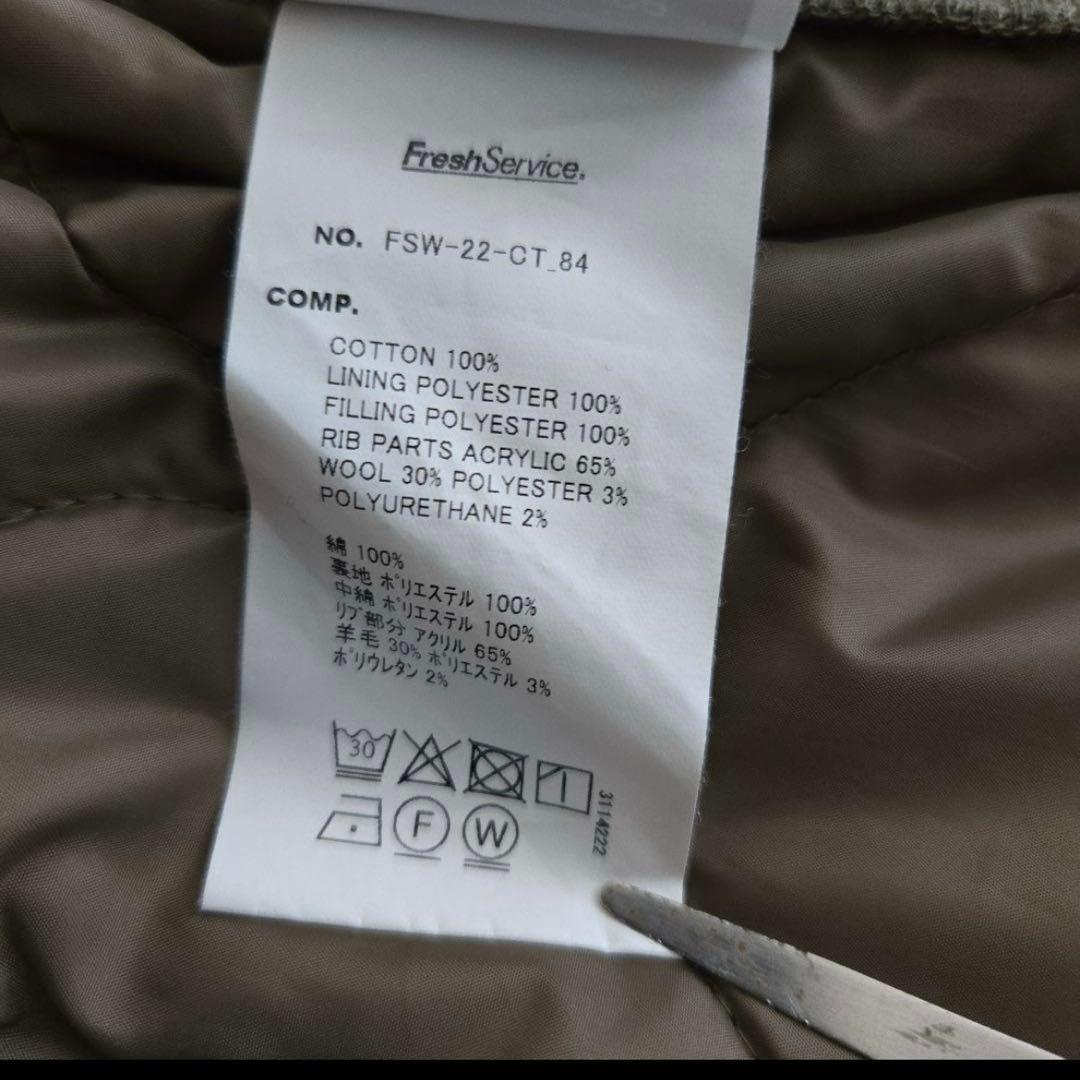 FreshService.
NO. FSW-22-CT_84
COMP.
COTTON 100%
LINING POLYESTER 100%
FILLING POLYESTER 100%
RIB PARTS ACRYLIC 65%
WOOL 30% POLYESTER 3%
POLYURETHANE 2%
綿 100%
裏地 ポリエステル 100%
中綿 ポリエステル 100%
リブ部分 アクリル 65%
羊毛 30% ポリエステル 3%
ポリウレタン 2%
30
F W